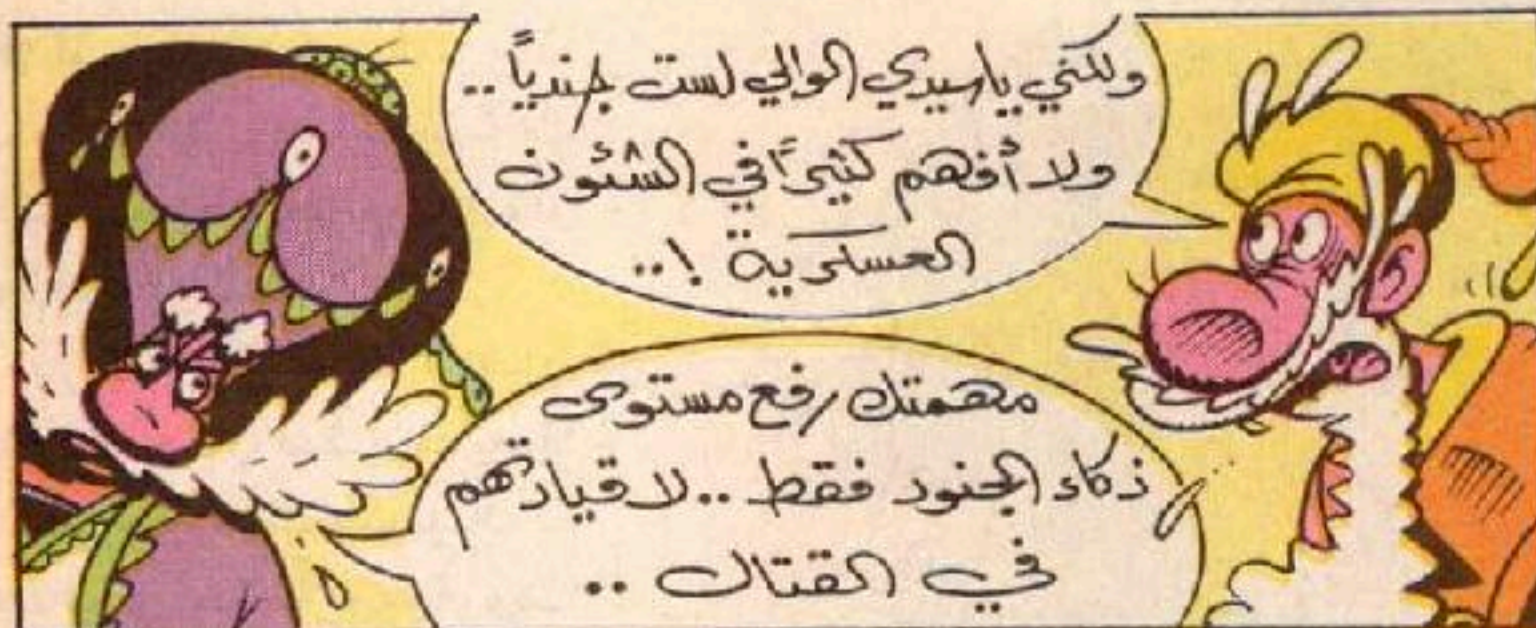 ولكني ياسيدي الوالي لست جندياً..
ولا أفهم كثيراً في الشئون
العسكرية !..
مهمتك رفع مستوى
ذكاء الجنود فقط .. لا قيادتهم
في القتال ..